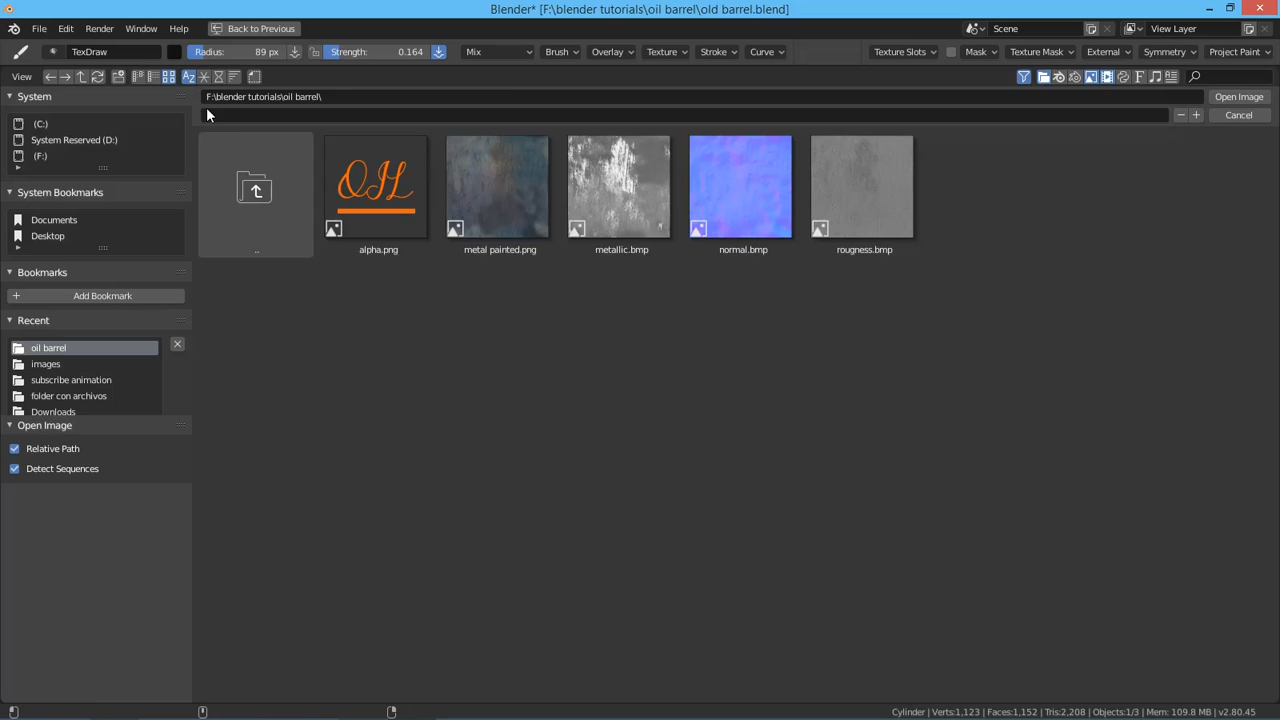 Blender* [F:\blender tutorials\oil barrel\old barrel.blend]
File Edit Render Window Help Back to Previous Scene View Layer
TexDraw Radius: 89 px Strength: 0.164 Mix Brush Overlay Texture Stroke Curve Texture Slots Mask Texture Mask External Symmetry Project Paint
View
System
F:\blender tutorials\oil barrel\
Open Image
Cancel
(C:)
System Reserved (D:)
(F:)
System Bookmarks
Documents
Desktop
OIL
..
alpha.png
metal painted.png
metallic.bmp
normal.bmp
rougness.bmp
Bookmarks
Add Bookmark
Recent
oil barrel
images
subscribe animation
folder con archivos
Downloads
Open Image
Relative Path
Detect Sequences
Cylinder | Verts:1,123 | Faces:1,152 | Tris:2,208 | Objects:1/3 | Mem: 109.8 MB | v2.80.45